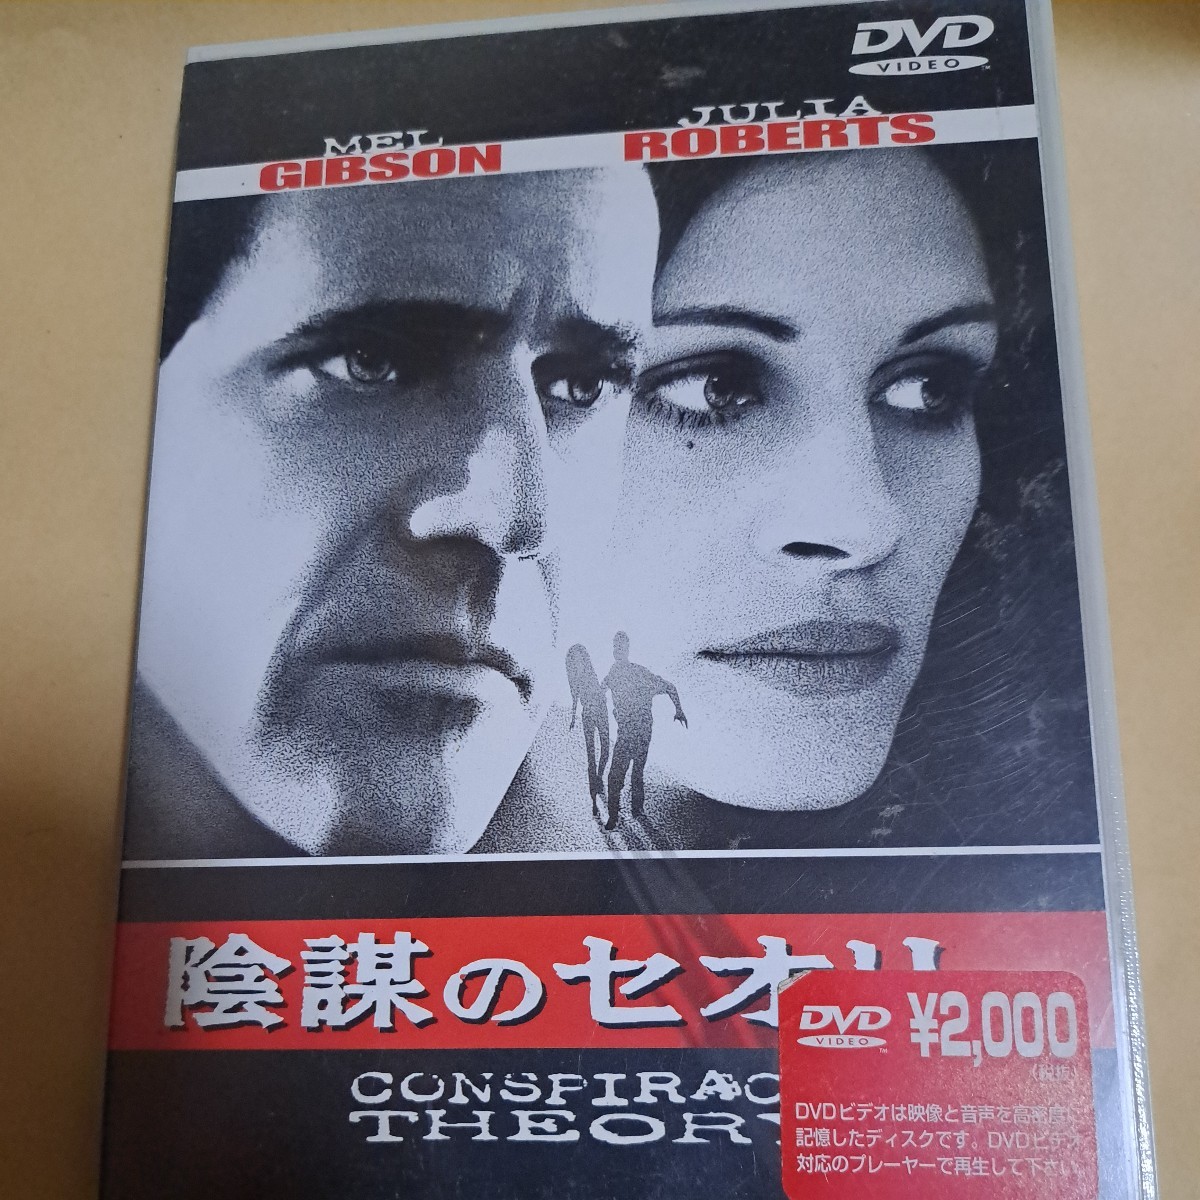 DVD
VIDEO
MEL
GIBSON
JULIA
ROBERTS
陰謀のセオリ
CONSPIRAC
THEORY
DVD
VIDEO
¥2,000
(税抜)
DVDビデオは映像と音声を高密度に
記憶したディスクです。DVDビデオ
対応のプレーヤーで再生して下さい。